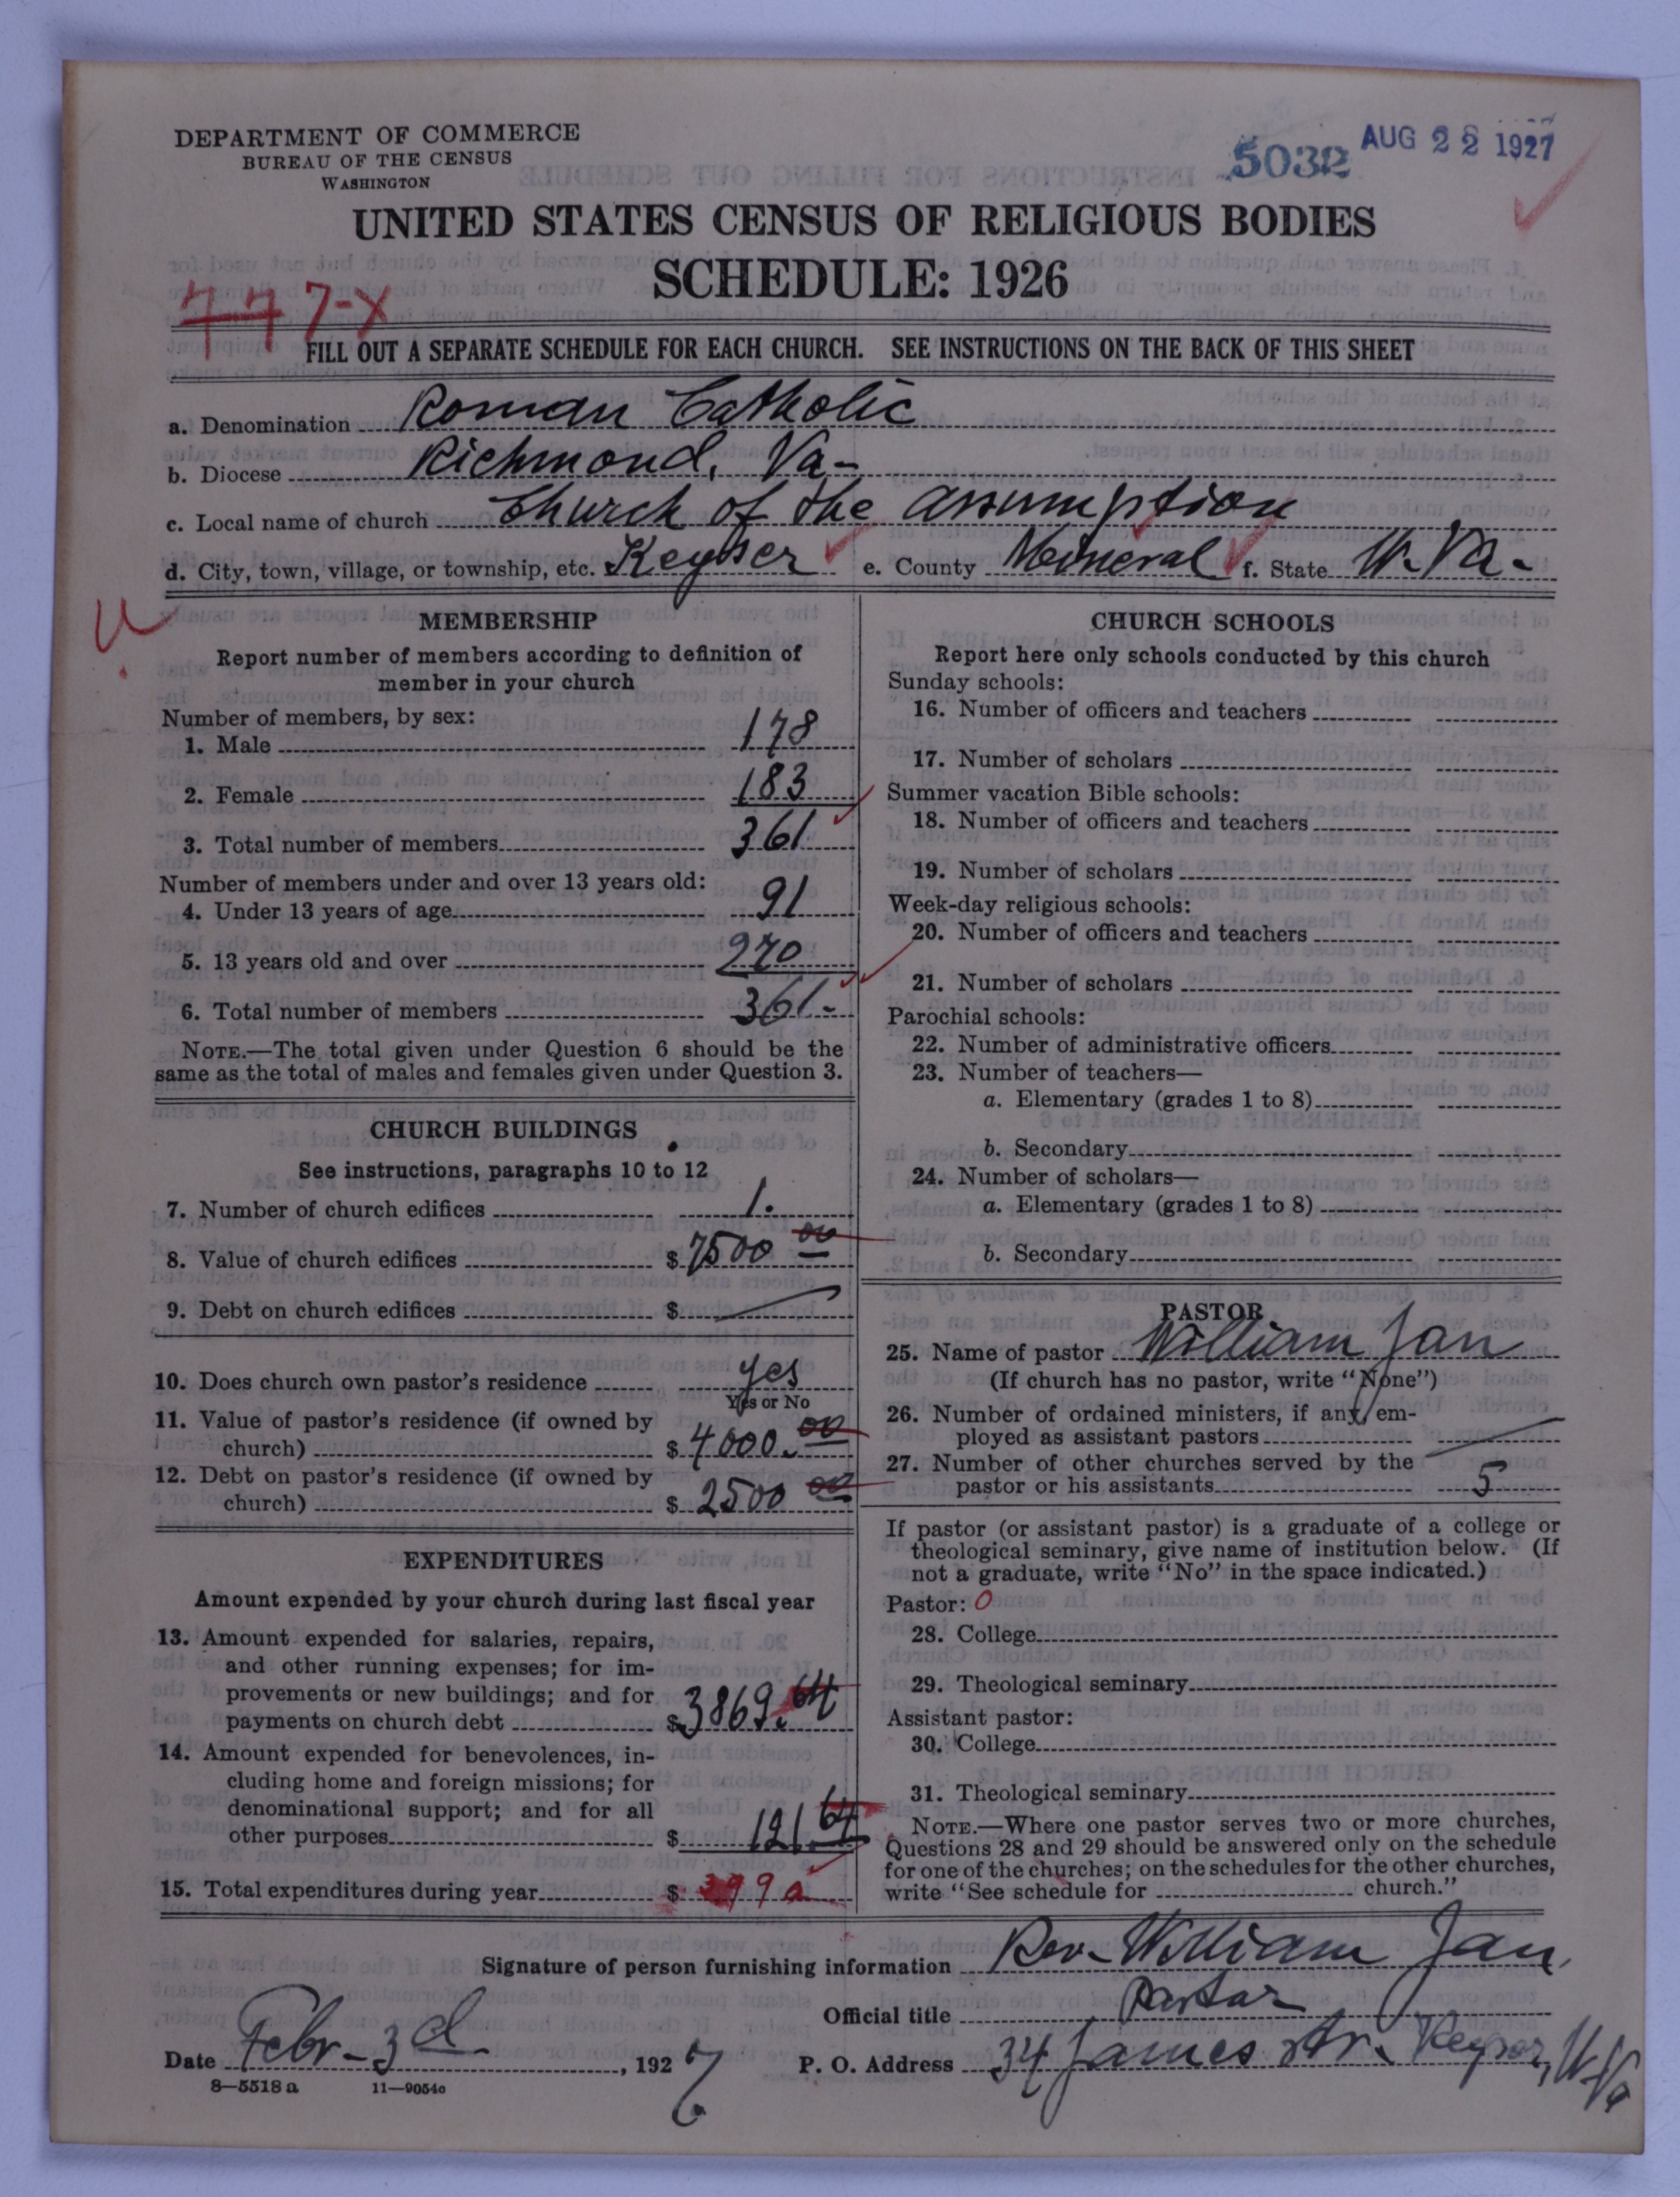 DEPARTMENT OF COMMERCE
BUREAU OF THE CENSUS
WASHINGTON
5032 AUG 22 1927
UNITED STATES CENSUS OF RELIGIOUS BODIES
SCHEDULE: 1926
7-X
FILL OUT A SEPARATE SCHEDULE FOR EACH CHURCH. SEE INSTRUCTIONS ON THE BACK OF THIS SHEET
a. Denomination Roman Catholic
b. Diocese Richmond, Va-
c. Local name of church Church of the Assumption
d. City, town, village, or township, etc. Keyser e. County Mineral f. State W. Va-
MEMBERSHIP
Report number of members according to definition of
member in your church
Number of members, by sex:
1. Male 178
2. Female 183
3. Total number of members 361
Number of members under and over 13 years old:
4. Under 13 years of age 91
5. 13 years old and over 270
6. Total number of members 361-
NOTE.—The total given under Question 6 should be the
same as the total of males and females given under Question 3.
CHURCH BUILDINGS
See instructions, paragraphs 10 to 12
7. Number of church edifices 1.
8. Value of church edifices $ 7500 00
9. Debt on church edifices $ —
10. Does church own pastor's residence yes
Yes or No
11. Value of pastor's residence (if owned by
church) $ 4000. 00
12. Debt on pastor's residence (if owned by
church) $ 2500 00
EXPENDITURES
Amount expended by your church during last fiscal year
13. Amount expended for salaries, repairs,
and other running expenses; for im-
provements or new buildings; and for
payments on church debt $ 3869. 64
14. Amount expended for benevolences, in-
cluding home and foreign missions; for
denominational support; and for all
other purposes $ 121. 64
15. Total expenditures during year $
CHURCH SCHOOLS
Report here only schools conducted by this church
Sunday schools:
16. Number of officers and teachers
17. Number of scholars
Summer vacation Bible schools:
18. Number of officers and teachers
19. Number of scholars
Week-day religious schools:
20. Number of officers and teachers
21. Number of scholars
Parochial schools:
22. Number of administrative officers
23. Number of teachers—
a. Elementary (grades 1 to 8)
b. Secondary
24. Number of scholars—
a. Elementary (grades 1 to 8)
b. Secondary
PASTOR
25. Name of pastor William Jan
(If church has no pastor, write "None")
26. Number of ordained ministers, if any, em-
ployed as assistant pastors —
27. Number of other churches served by the
pastor or his assistants 5
If pastor (or assistant pastor) is a graduate of a college or
theological seminary, give name of institution below. (If
not a graduate, write "No" in the space indicated.)
Pastor: 0
28. College
29. Theological seminary
Assistant pastor:
30. College
31. Theological seminary
NOTE.—Where one pastor serves two or more churches,
Questions 28 and 29 should be answered only on the schedule
for one of the churches; on the schedules for the other churches,
write "See schedule for church."
Signature of person furnishing information Rev. William Jan,
Official title Pastor
Date Febr- 3d, 1927
P. O. Address 34 James str. Keyser, W-Va
8—5518 a 11—9054c